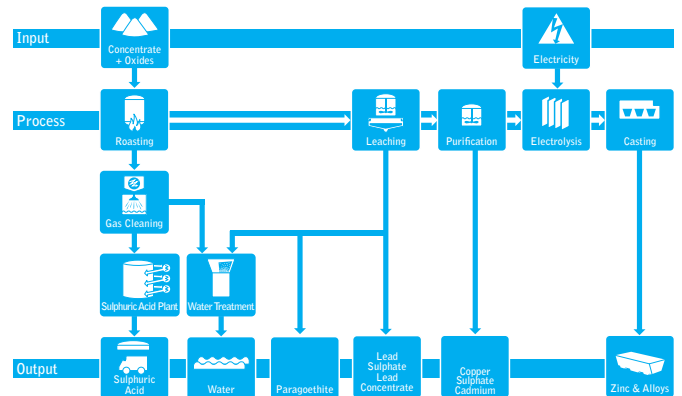 Input
Concentrate
+ Oxides
Electricity
Process
Roasting
Leaching
Purification
Electrolysis
Casting
Gas Cleaning
Sulphuric Acid Plant
Water Treatment
Output
Sulphuric
Acid
Water
Paragoethite
Lead
Sulphate
Lead
Concentrate
Copper
Sulphate
Cadmium
Zinc & Alloys